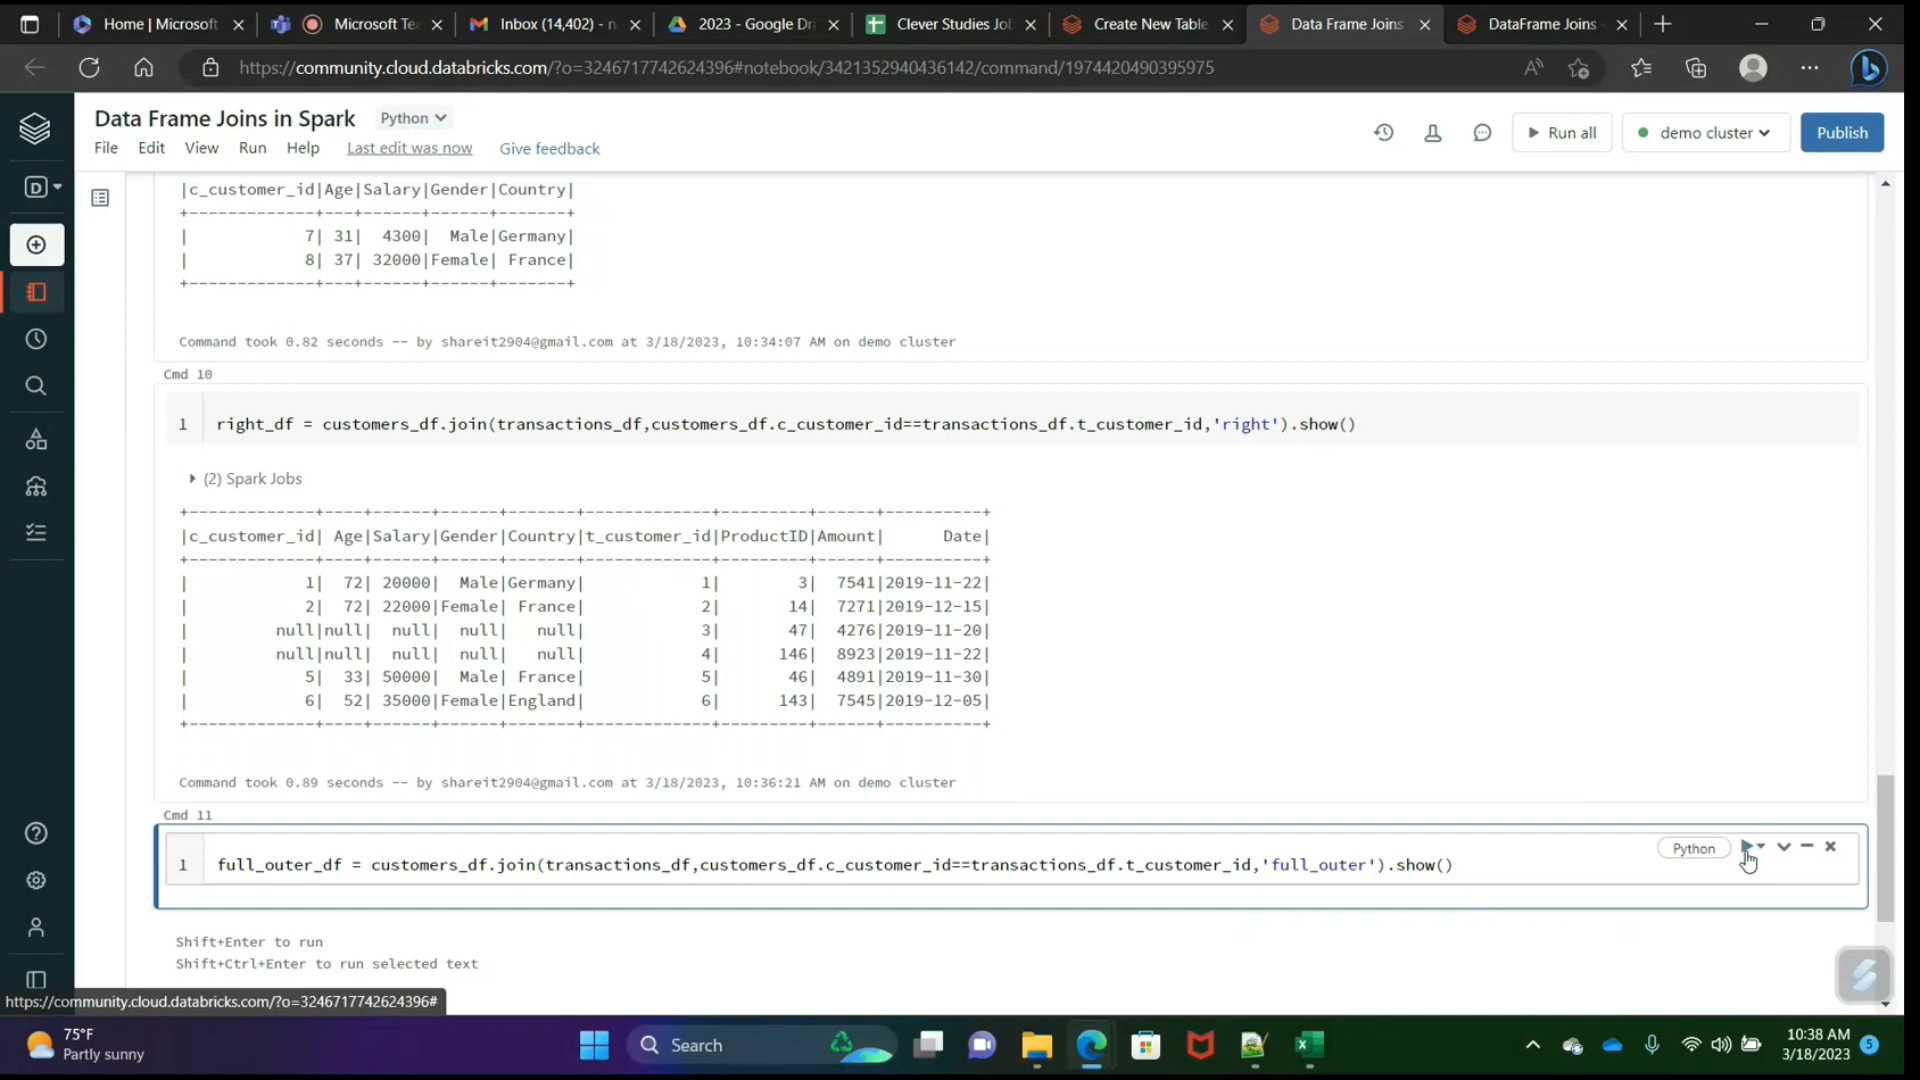 Home | Microsoft
Microsoft Te
Inbox (14,402) - n
2023 - Google Dri
Clever Studies Jo
Create New Table
Data Frame Joins
DataFrame Joins
https://community.cloud.databricks.com/?o=3246717742624396#notebook/3421352940436142/command/1974420490395975
Data Frame Joins in Spark
Python
File Edit View Run Help Last edit was now Give feedback
Run all
demo cluster
Publish
D
|c_customer_id|Age|Salary|Gender|Country|
+-------------+---+------+------+-------+
| 7| 31| 4300| Male|Germany|
| 8| 37| 32000|Female| France|
+-------------+---+------+------+-------+
Command took 0.82 seconds -- by shareit2904@gmail.com at 3/18/2023, 10:34:07 AM on demo cluster
Cmd 10
1 right_df = customers_df.join(transactions_df,customers_df.c_customer_id==transactions_df.t_customer_id,'right').show()
(2) Spark Jobs
+-------------+----+------+------+-------+-------------+---------+------+----------+
|c_customer_id| Age|Salary|Gender|Country|t_customer_id|ProductID|Amount| Date|
+-------------+----+------+------+-------+-------------+---------+------+----------+
| 1| 72| 20000| Male|Germany| 1| 3| 7541|2019-11-22|
| 2| 72| 22000|Female| France| 2| 14| 7271|2019-12-15|
| null|null| null| null| null| 3| 47| 4276|2019-11-20|
| null|null| null| null| null| 4| 146| 8923|2019-11-22|
| 5| 33| 50000| Male| France| 5| 46| 4891|2019-11-30|
| 6| 52| 35000|Female|England| 6| 143| 7545|2019-12-05|
+-------------+----+------+------+-------+-------------+---------+------+----------+
Command took 0.89 seconds -- by shareit2904@gmail.com at 3/18/2023, 10:36:21 AM on demo cluster
Cmd 11
Python
1 full_outer_df = customers_df.join(transactions_df,customers_df.c_customer_id==transactions_df.t_customer_id,'full_outer').show()
Shift+Enter to run
Shift+Ctrl+Enter to run selected text
https://community.cloud.databricks.com/?o=3246717742624396#
75°F
Partly sunny
Search
10:38 AM
3/18/2023
5